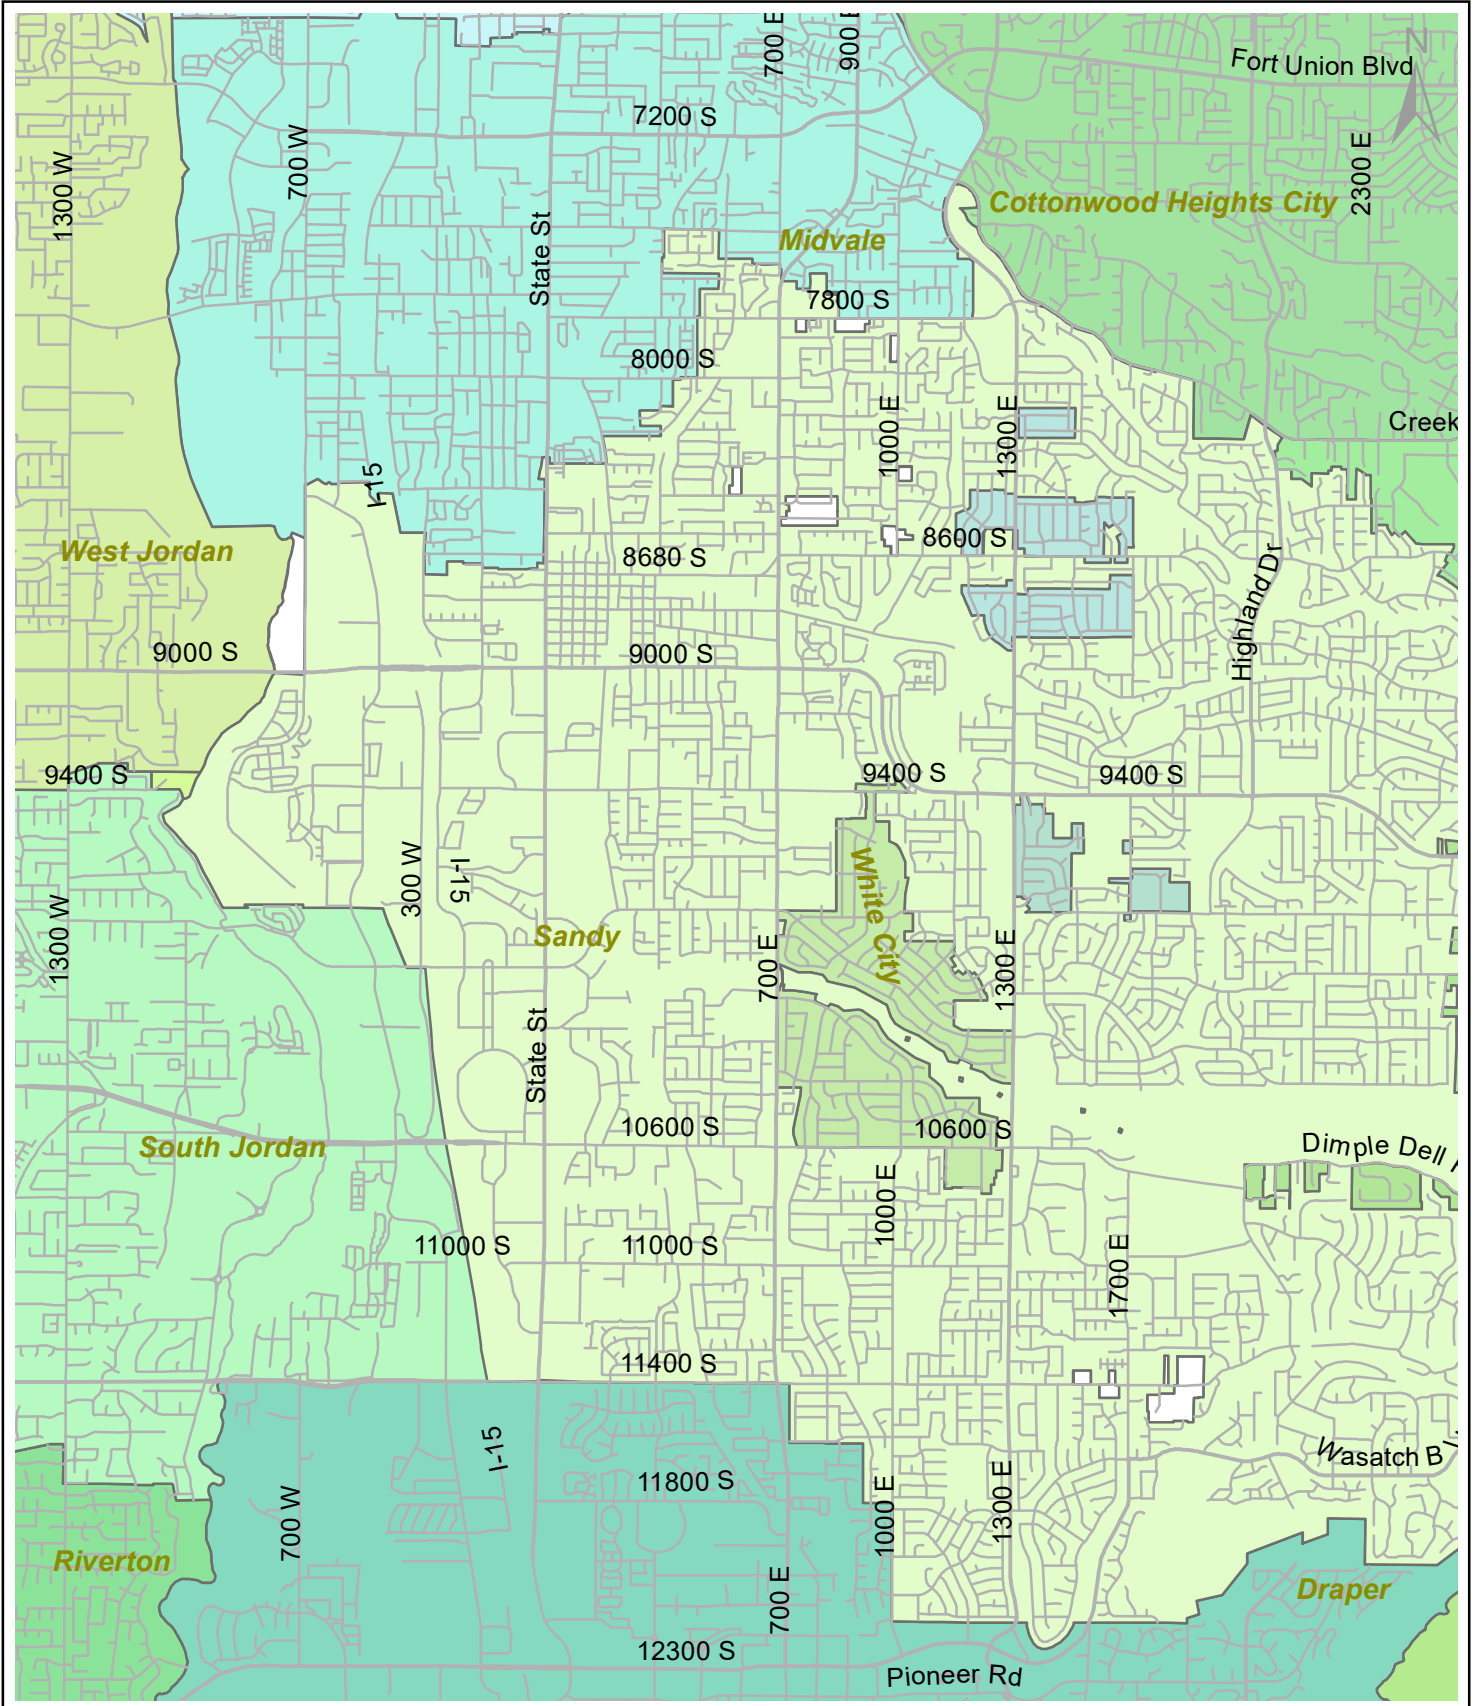 700 E
900 E
N
Fort Union Blvd
7200 S
1300 W
700 W
2300 E
Cottonwood Heights City
State St
Midvale
7800 S
8000 S
1000 E
1300 E
Creek
I-15
West Jordan
8680 S
8600 S
Highland Dr
9000 S
9000 S
9400 S
9400 S
9400 S
300 W
I-15
White City
1300 W
Sandy
700 E
1300 E
State St
10600 S
10600 S
South Jordan
Dimple Dell
1000 E
11000 S
11000 S
1700 E
11400 S
I-15
Wasatch B
11800 S
700 W
1000 E
1300 E
Riverton
700 E
Draper
12300 S
Pioneer Rd